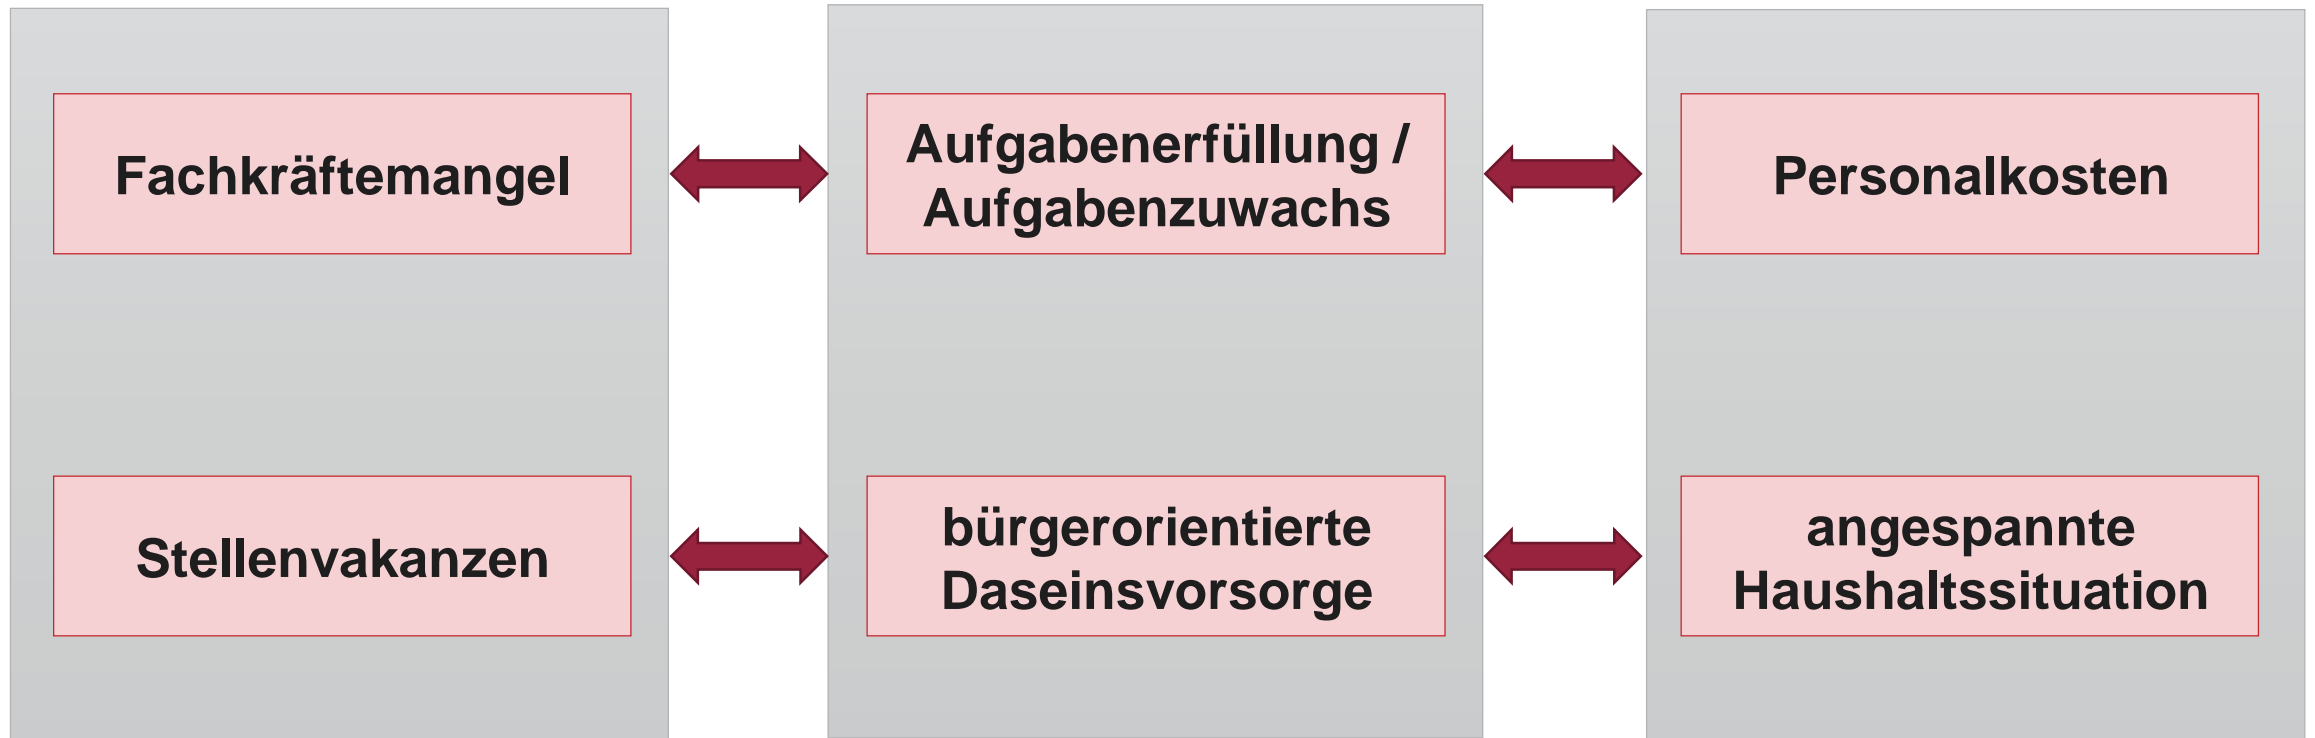 Fachkräftemangel
Aufgabenerfüllung /
Aufgabenzuwachs
Personalkosten
Stellenvakanzen
bürgerorientierte
Daseinsvorsorge
angespannte
Haushaltssituation